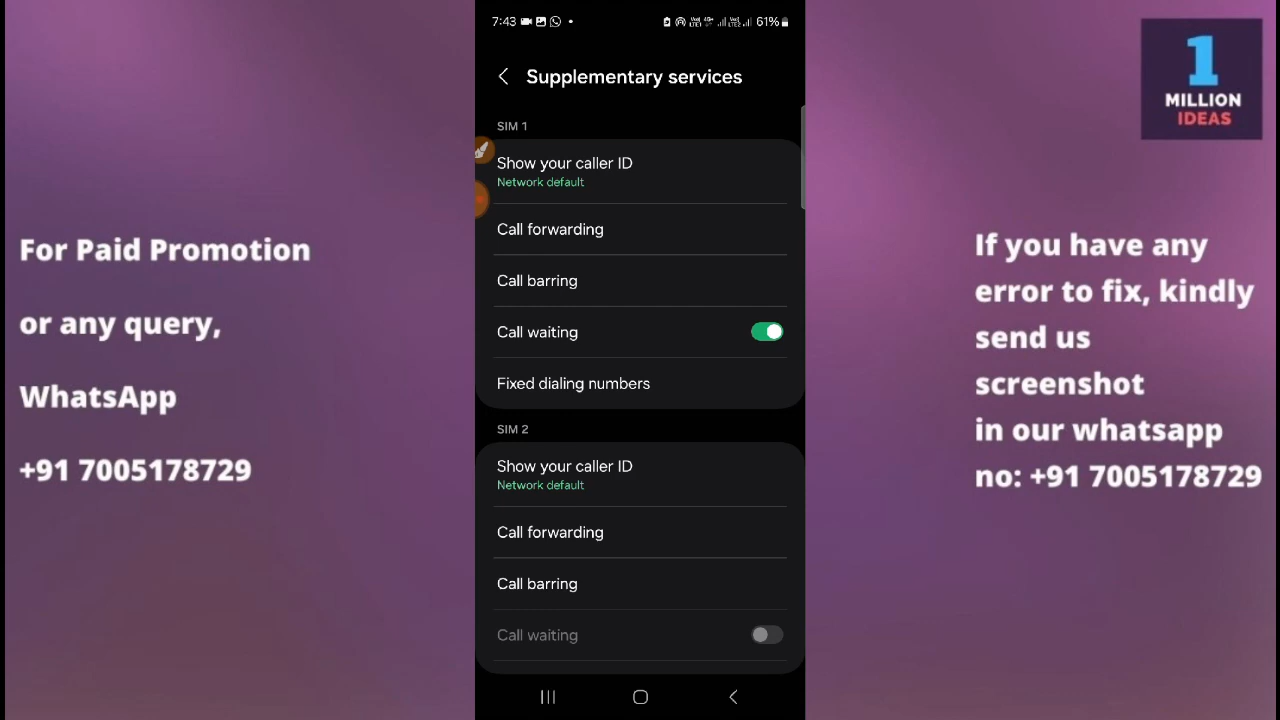 For Paid Promotion
or any query,
WhatsApp
+91 7005178729
7:43
61%
Supplementary services
SIM 1
Show your caller ID
Network default
Call forwarding
Call barring
Call waiting
Fixed dialing numbers
SIM 2
Show your caller ID
Network default
Call forwarding
Call barring
Call waiting
1
MILLION
IDEAS
If you have any
error to fix, kindly
send us
screenshot
in our whatsapp
no: +91 7005178729